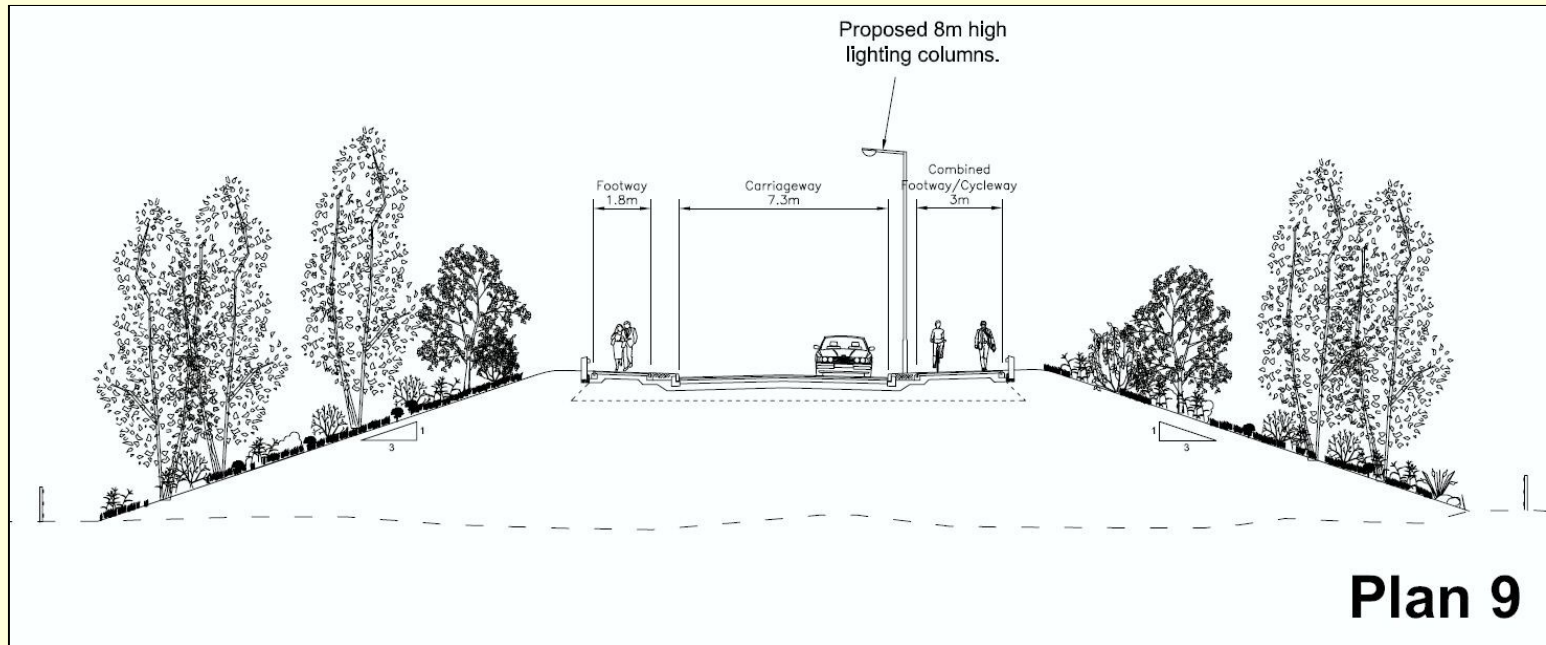 Proposed 8m high
lighting columns.
Footway
1.8m
Carriageway
7.3m
Combined
Footway/Cycleway
3m
1
3
1
3
Plan 9